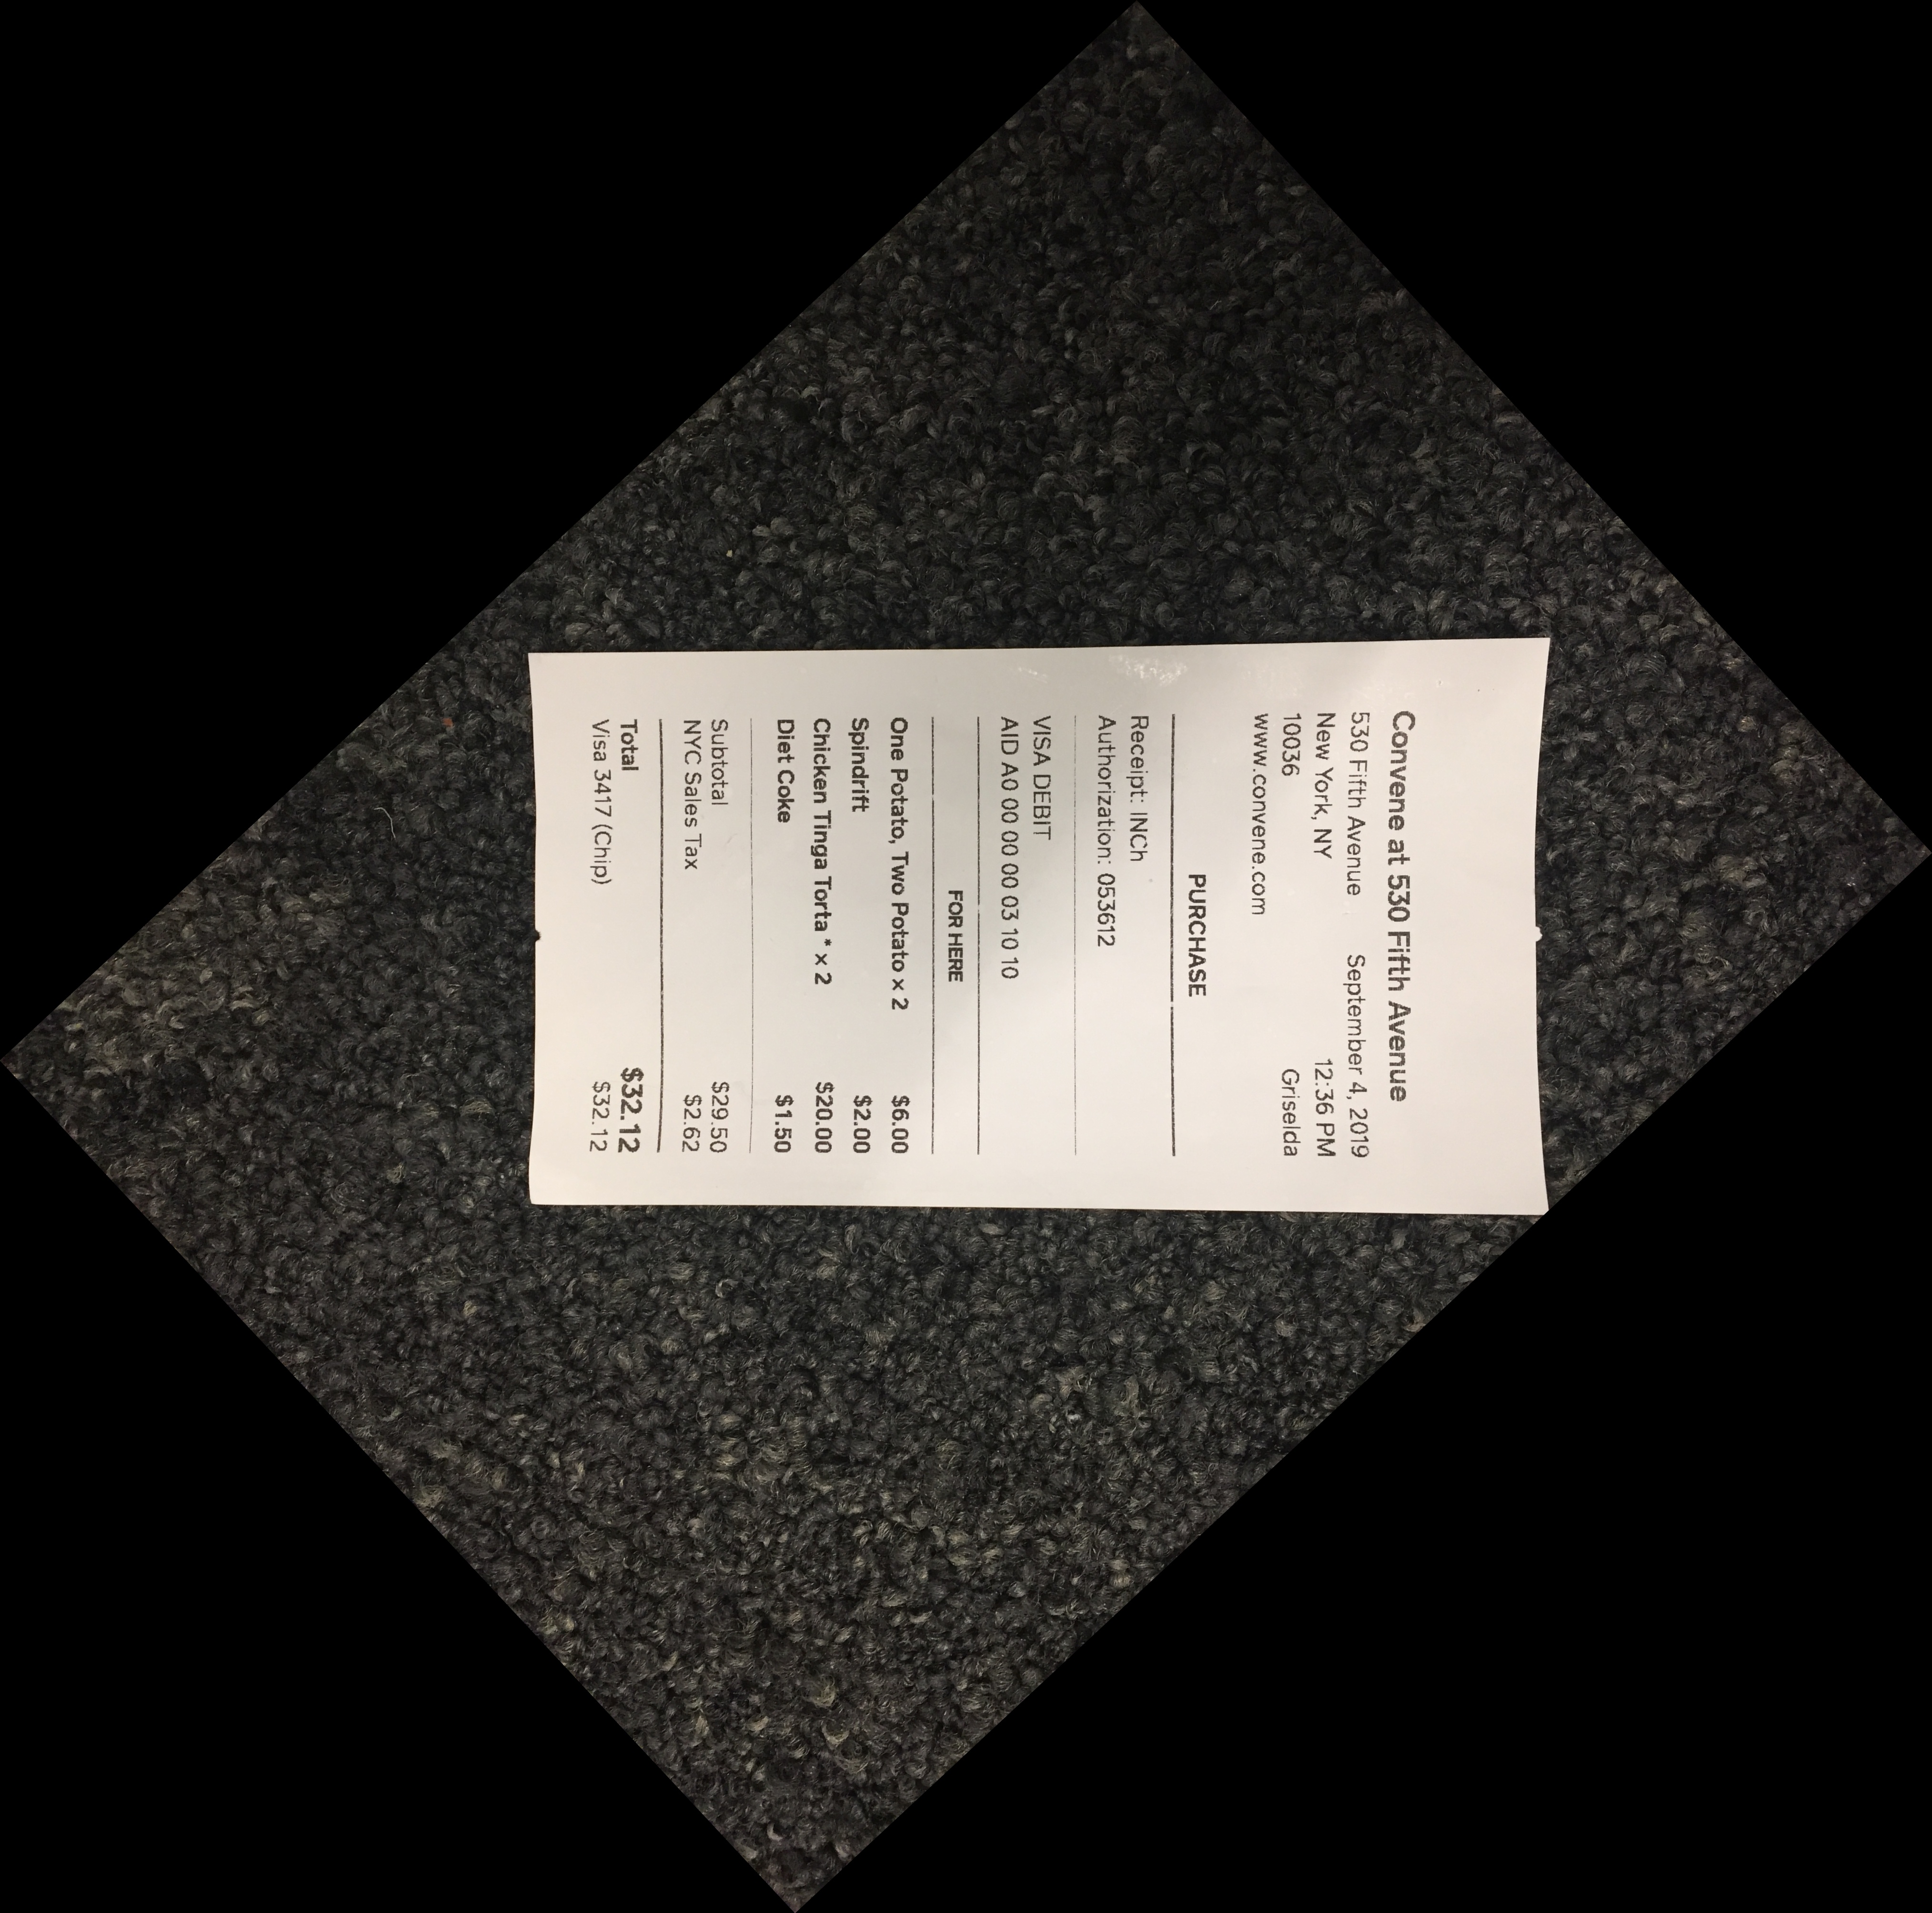 Convene at 530 Fifth Avenue
530 Fifth Avenue September 4, 2019
New York, NY 12:36 PM
10036 Griselda
www.convene.com
PURCHASE
Receipt: INCh
Authorization: 053612
VISA DEBIT
AID A0 00 00 00 03 10 10
FOR HERE
One Potato, Two Potato x 2 $6.00
Spindrift $2.00
Chicken Tinga Torta * x 2 $20.00
Diet Coke $1.50
Subtotal $29.50
NYC Sales Tax $2.62
Total $32.12
Visa 3417 (Chip) $32.12